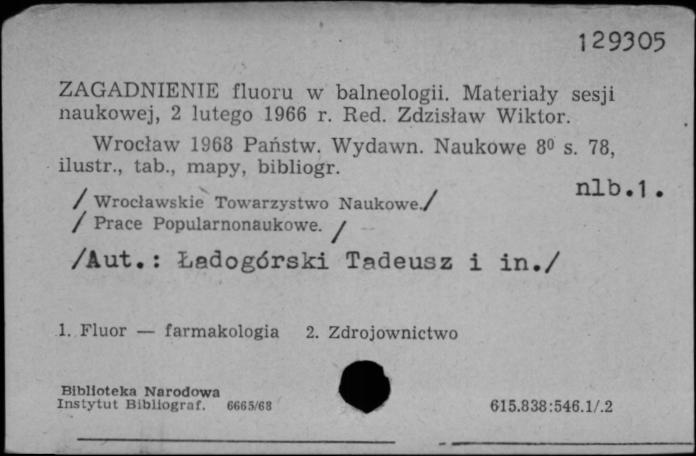 129305
ZAGADNIENIE fluoru w balneologii. Materiały sesji
naukowej, 2 lutego 1966 r. Red. Zdzisław Wiktor.
Wrocław 1968 Państw. Wydawn. Naukowe 8⁰ s. 78,
ilustr., tab., mapy, bibliogr.
nlb.1.
/ Wrocławskie Towarzystwo Naukowe./
/ Prace Popularnonaukowe. /
/Aut.: Ładogórski Tadeusz i in./
1. Fluor — farmakologia 2. Zdrojownictwo
Biblioteka Narodowa
Instytut Bibliograf. 6665/68
615.838:546.1/.2